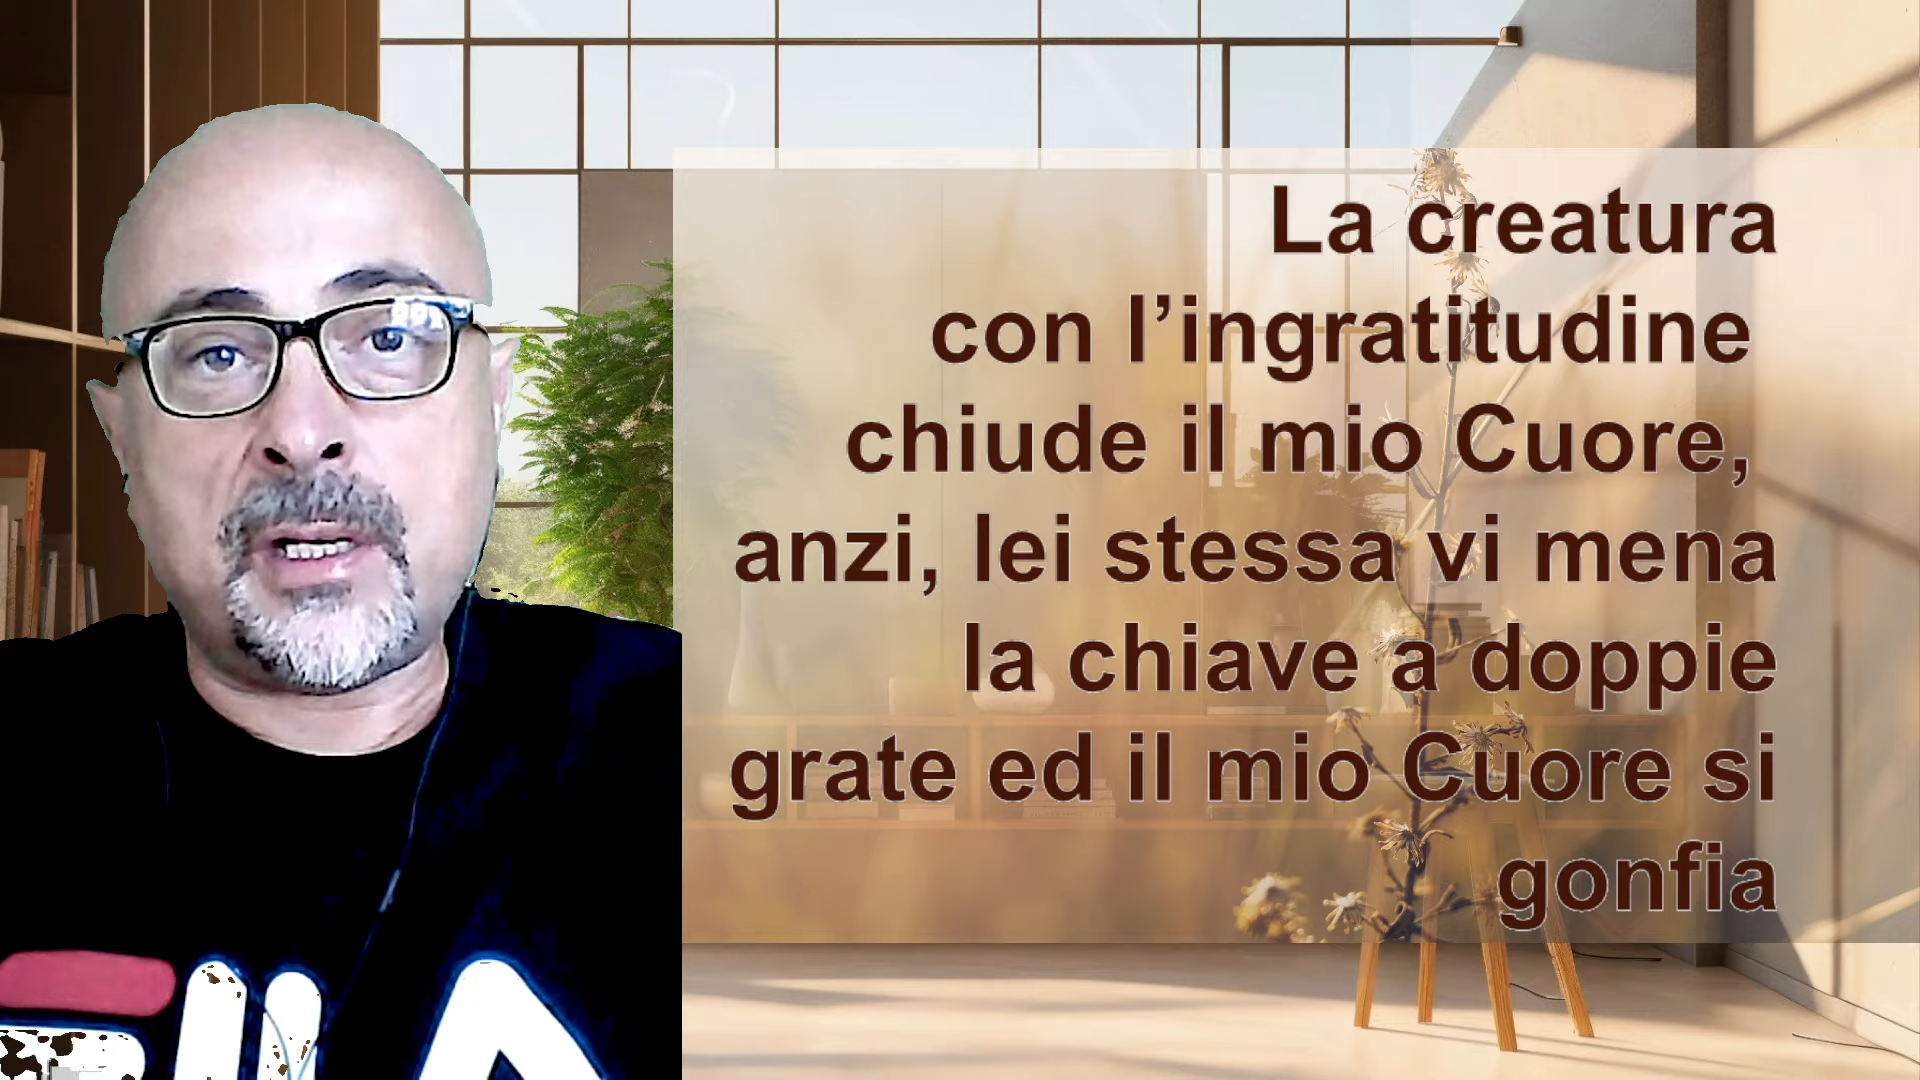 La creatura
con l’ingratitudine
chiude il mio Cuore,
anzi, lei stessa vi mena
la chiave a doppie
grate ed il mio Cuore si
gonfia
FILA